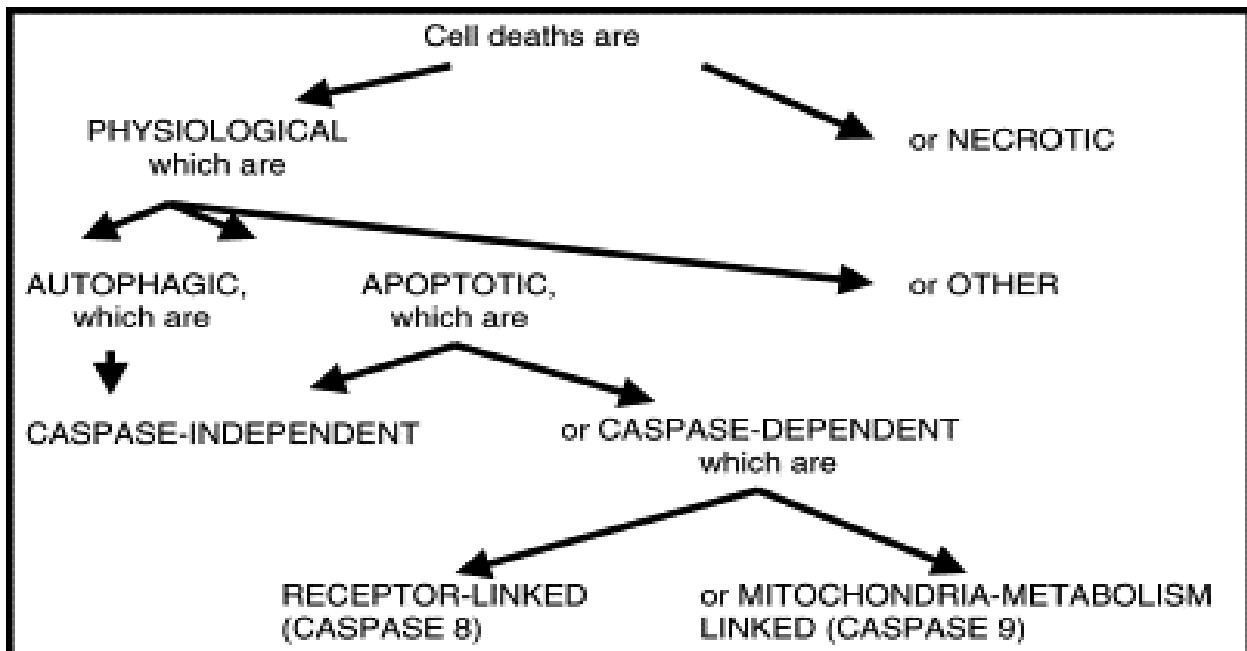 Cell deaths are
PHYSIOLOGICAL
which are
or NECROTIC
AUTOPHAGIC,
which are
APOPTOTIC,
which are
or OTHER
CASPASE-INDEPENDENT
or CASPASE-DEPENDENT
which are
RECEPTOR-LINKED
(CASPASE 8)
or MITOCHONDRIA-METABOLISM
LINKED (CASPASE 9)